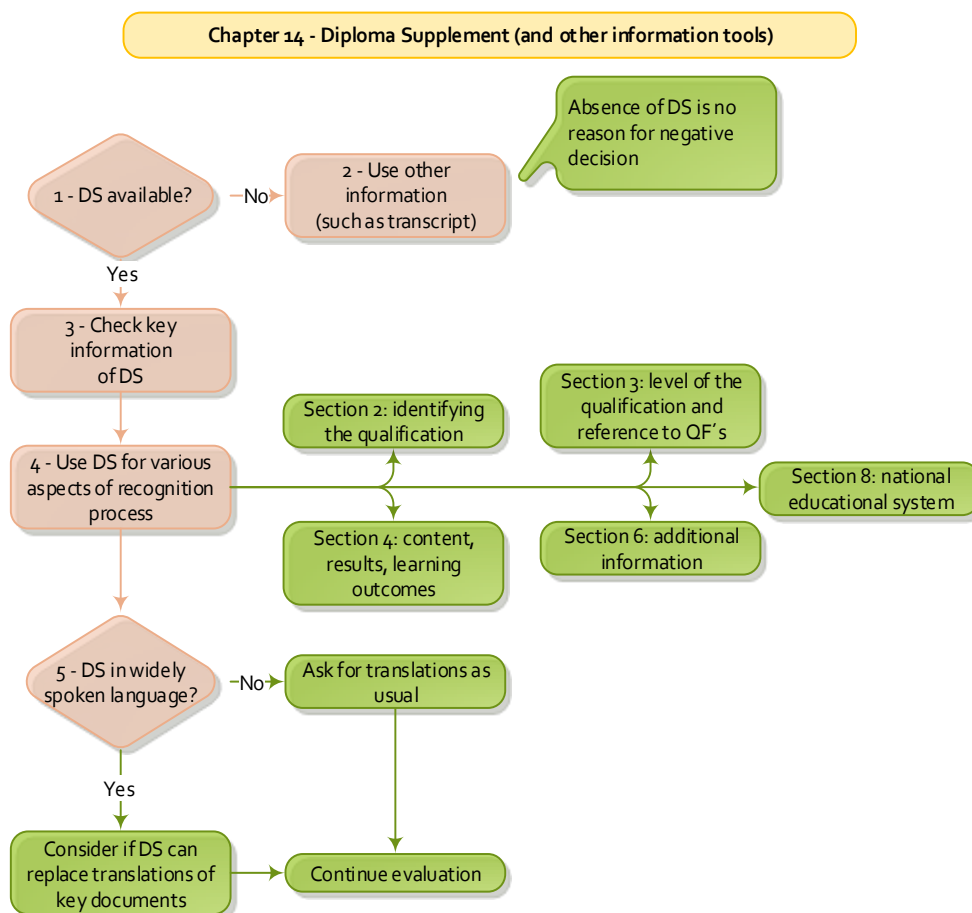 Chapter 14 - Diploma Supplement (and other information tools)
Absence of DS is no
reason for negative
decision
1 - DS available?
No
2 - Use other
information
(such as transcript)
Yes
3 - Check key
information
of DS
4 - Use DS for various
aspects of recognition
process
Section 2: identifying
the qualification
Section 3: level of the
qualification and
reference to QF´s
Section 8: national
educational system
Section 4: content,
results, learning
outcomes
Section 6: additional
information
5 - DS in widely
spoken language?
No
Ask for translations as
usual
Yes
Consider if DS can
replace translations of
key documents
Continue evaluation